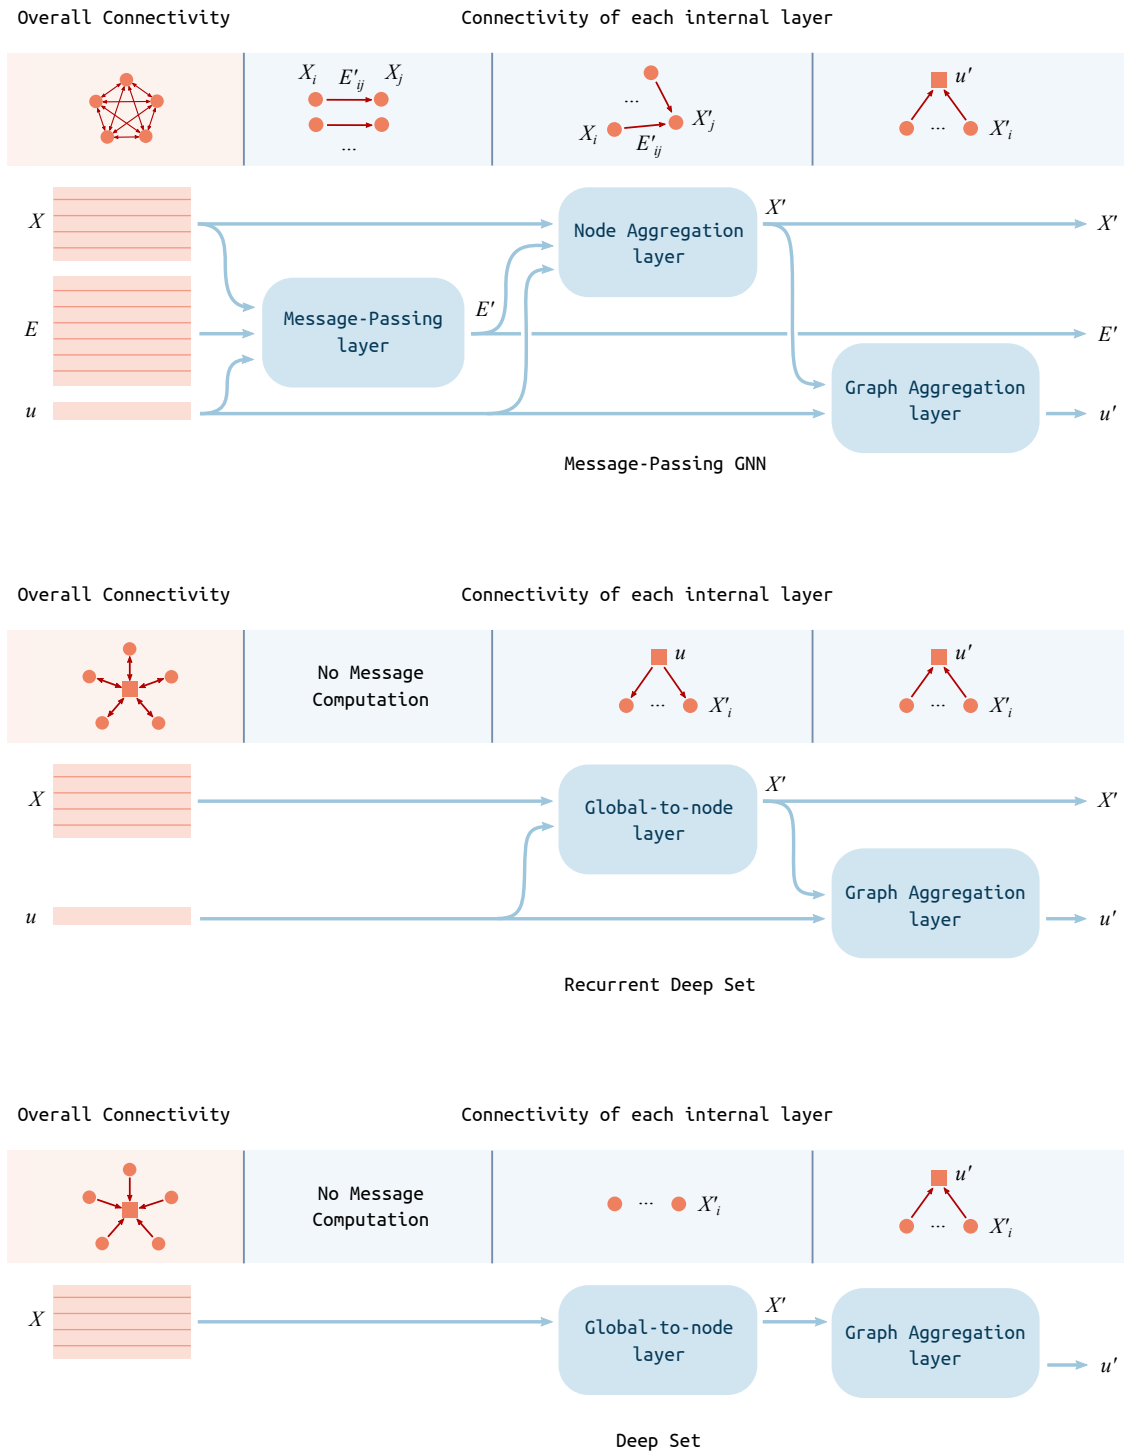 Overall Connectivity
Connectivity of each internal layer
X_i E'_ij X_j
...
...
X_i E'_ij X'_j
u'
... X'_i
X
E
u
Message-Passing
layer
E'
Node Aggregation
layer
X'
Graph Aggregation
layer
X'
E'
u'
Message-Passing GNN
Overall Connectivity
Connectivity of each internal layer
No Message
Computation
u
... X'_i
u'
... X'_i
X
u
Global-to-node
layer
X'
Graph Aggregation
layer
X'
u'
Recurrent Deep Set
Overall Connectivity
Connectivity of each internal layer
No Message
Computation
... X'_i
u'
... X'_i
X
Global-to-node
layer
X'
Graph Aggregation
layer
u'
Deep Set